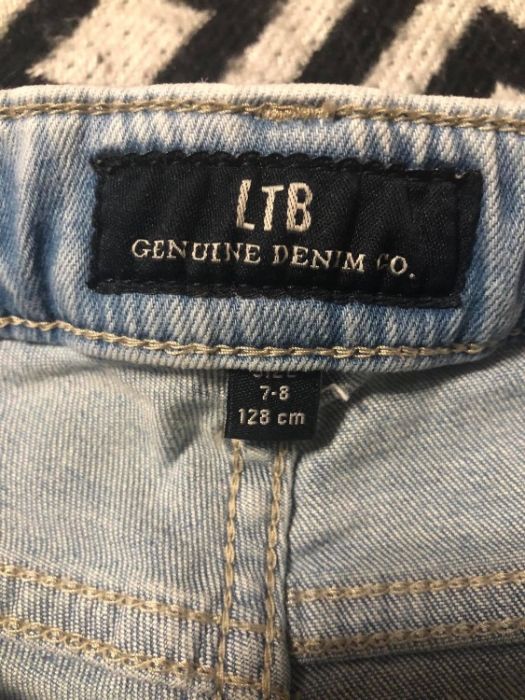 LTB
GENUINE DENIM CO.
7-8
128 cm